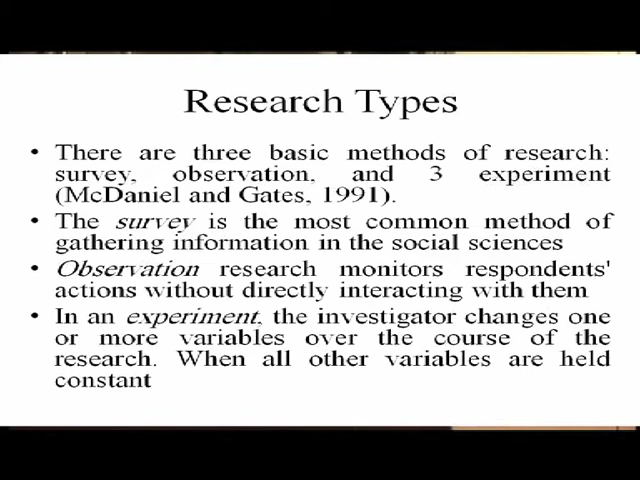 Research Types
• There are three basic methods of research:
survey, observation, and 3 experiment
(McDaniel and Gates, 1991).
• The survey is the most common method of
gathering information in the social sciences
• Observation research monitors respondents'
actions without directly interacting with them
• In an experiment, the investigator changes one
or more variables over the course of the
research. When all other variables are held
constant